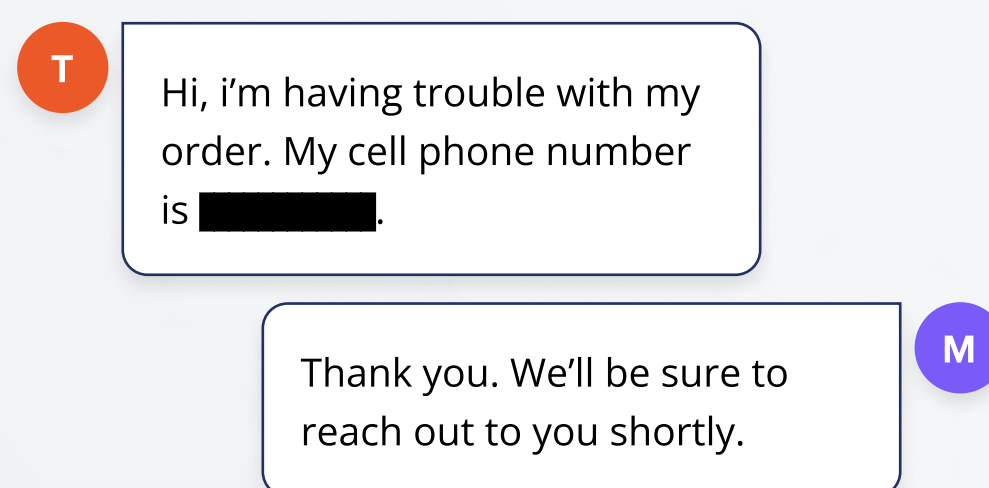 T
Hi, i’m having trouble with my
order. My cell phone number
is .
M
Thank you. We’ll be sure to
reach out to you shortly.